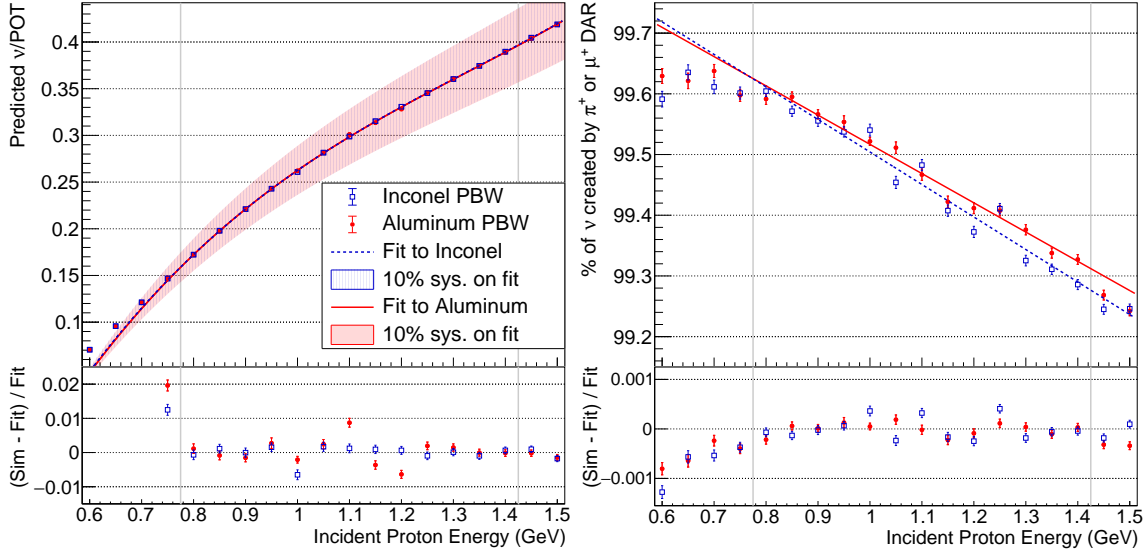 Predicted ν/POT
0.4
0.35
0.3
0.25
0.2
0.15
0.1
Inconel PBW
Aluminum PBW
Fit to Inconel
10% sys. on fit
Fit to Aluminum
10% sys. on fit
(Sim - Fit) / Fit
0.02
0.01
0
−0.01
0.6 0.7 0.8 0.9 1 1.1 1.2 1.3 1.4 1.5
Incident Proton Energy (GeV)
% of ν created by π+ or μ+ DAR
99.7
99.6
99.5
99.4
99.3
99.2
(Sim - Fit) / Fit
0.001
0
−0.001
0.6 0.7 0.8 0.9 1 1.1 1.2 1.3 1.4 1.5
Incident Proton Energy (GeV)